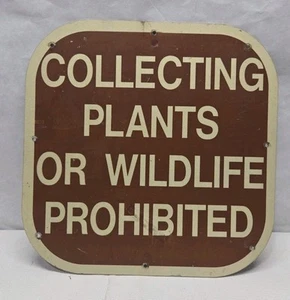 COLLECTING
PLANTS
OR WILDLIFE
PROHIBITED